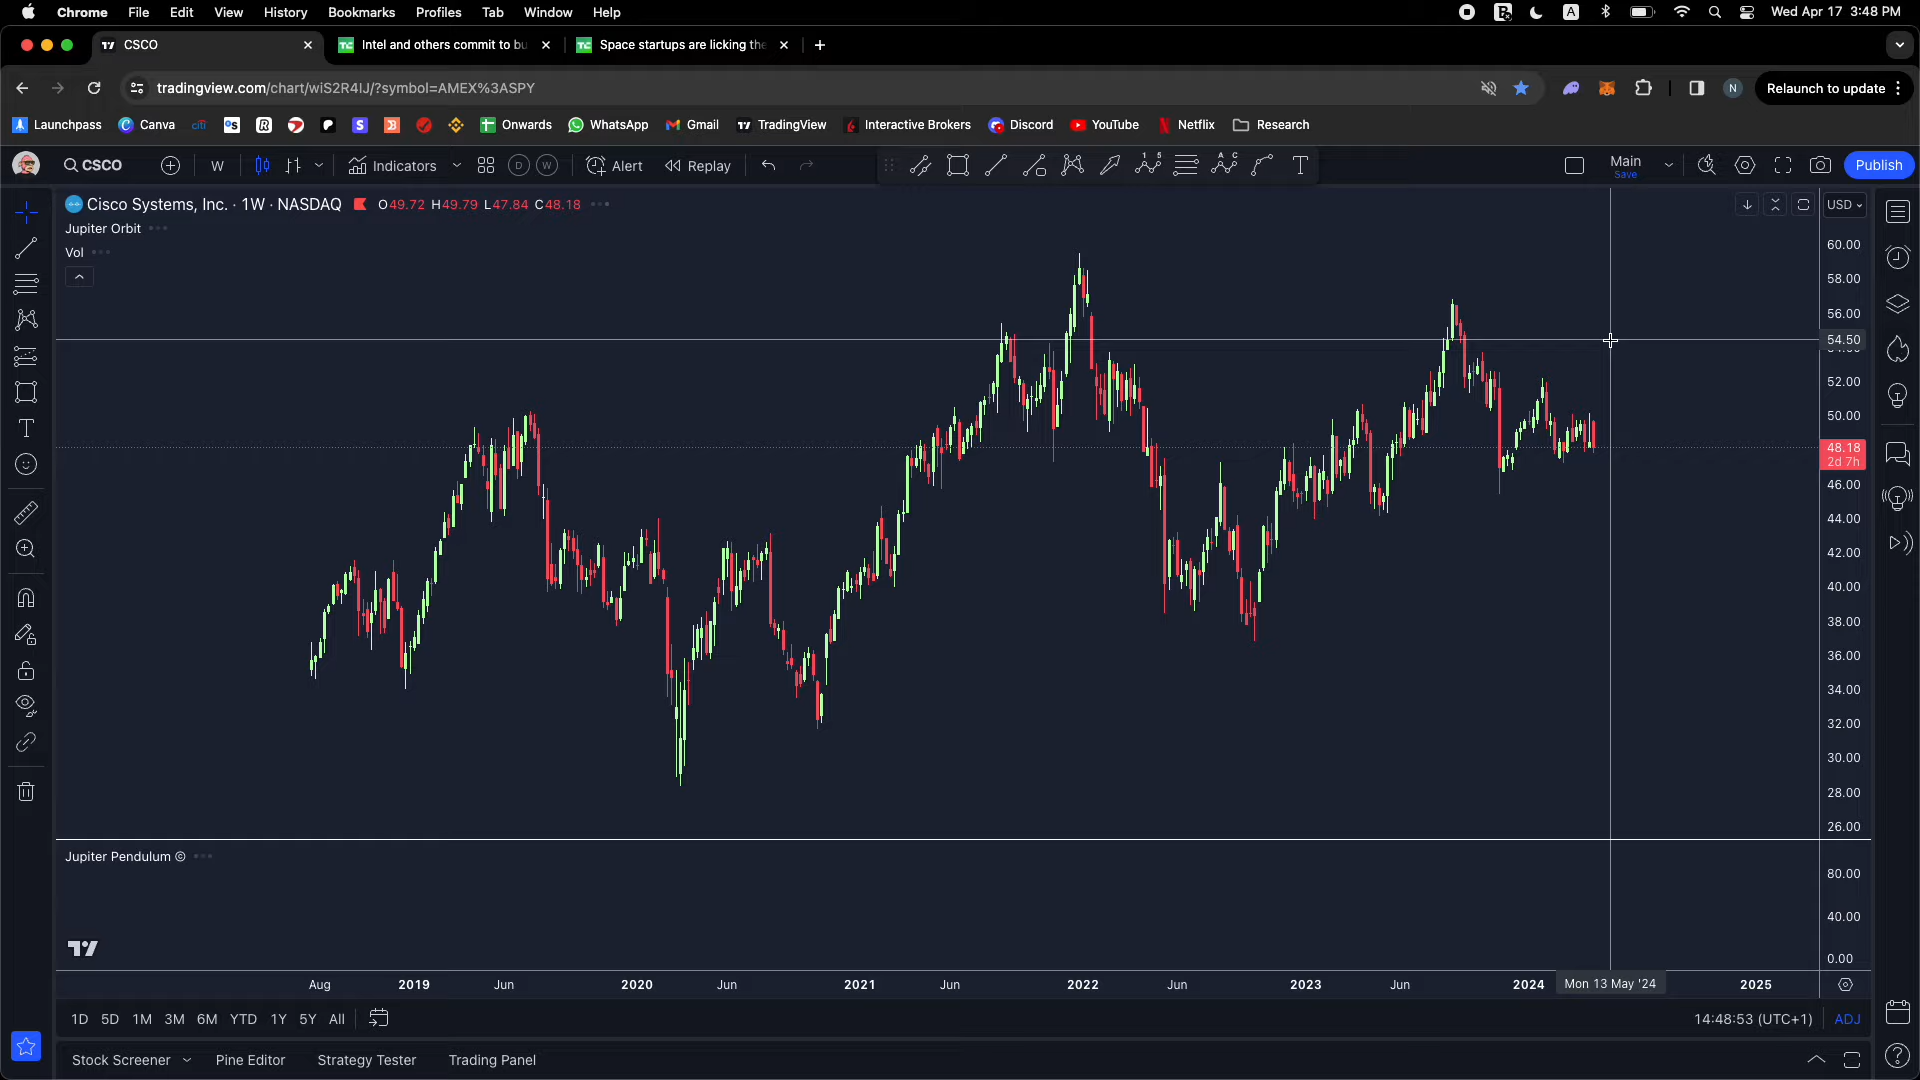 Chrome File Edit View History Bookmarks Profiles Tab Window Help A Wed Apr 17 3:48 PM
CSCO Intel and others commit to bu Space startups are licking the
tradingview.com/chart/wiS2R4IJ/?symbol=AMEX%3ASPY N Relaunch to update
Launchpass Canva citi Onwards WhatsApp Gmail TradingView Interactive Brokers Discord YouTube Netflix Research
CSCO W Indicators D W Alert Replay T Main Save Publish
Cisco Systems, Inc. · 1W · NASDAQ O49.72 H49.79 L47.84 C48.18 USD
Jupiter Orbit
Vol
60.00
58.00
56.00
54.50
52.00
50.00
48.18
2d 7h
46.00
44.00
42.00
40.00
38.00
36.00
34.00
32.00
30.00
28.00
26.00
Jupiter Pendulum
80.00
40.00
0.00
Aug 2019 Jun 2020 Jun 2021 Jun 2022 Jun 2023 Jun 2024 Mon 13 May '24 2025
1D 5D 1M 3M 6M YTD 1Y 5Y All 14:48:53 (UTC+1) ADJ
Stock Screener Pine Editor Strategy Tester Trading Panel